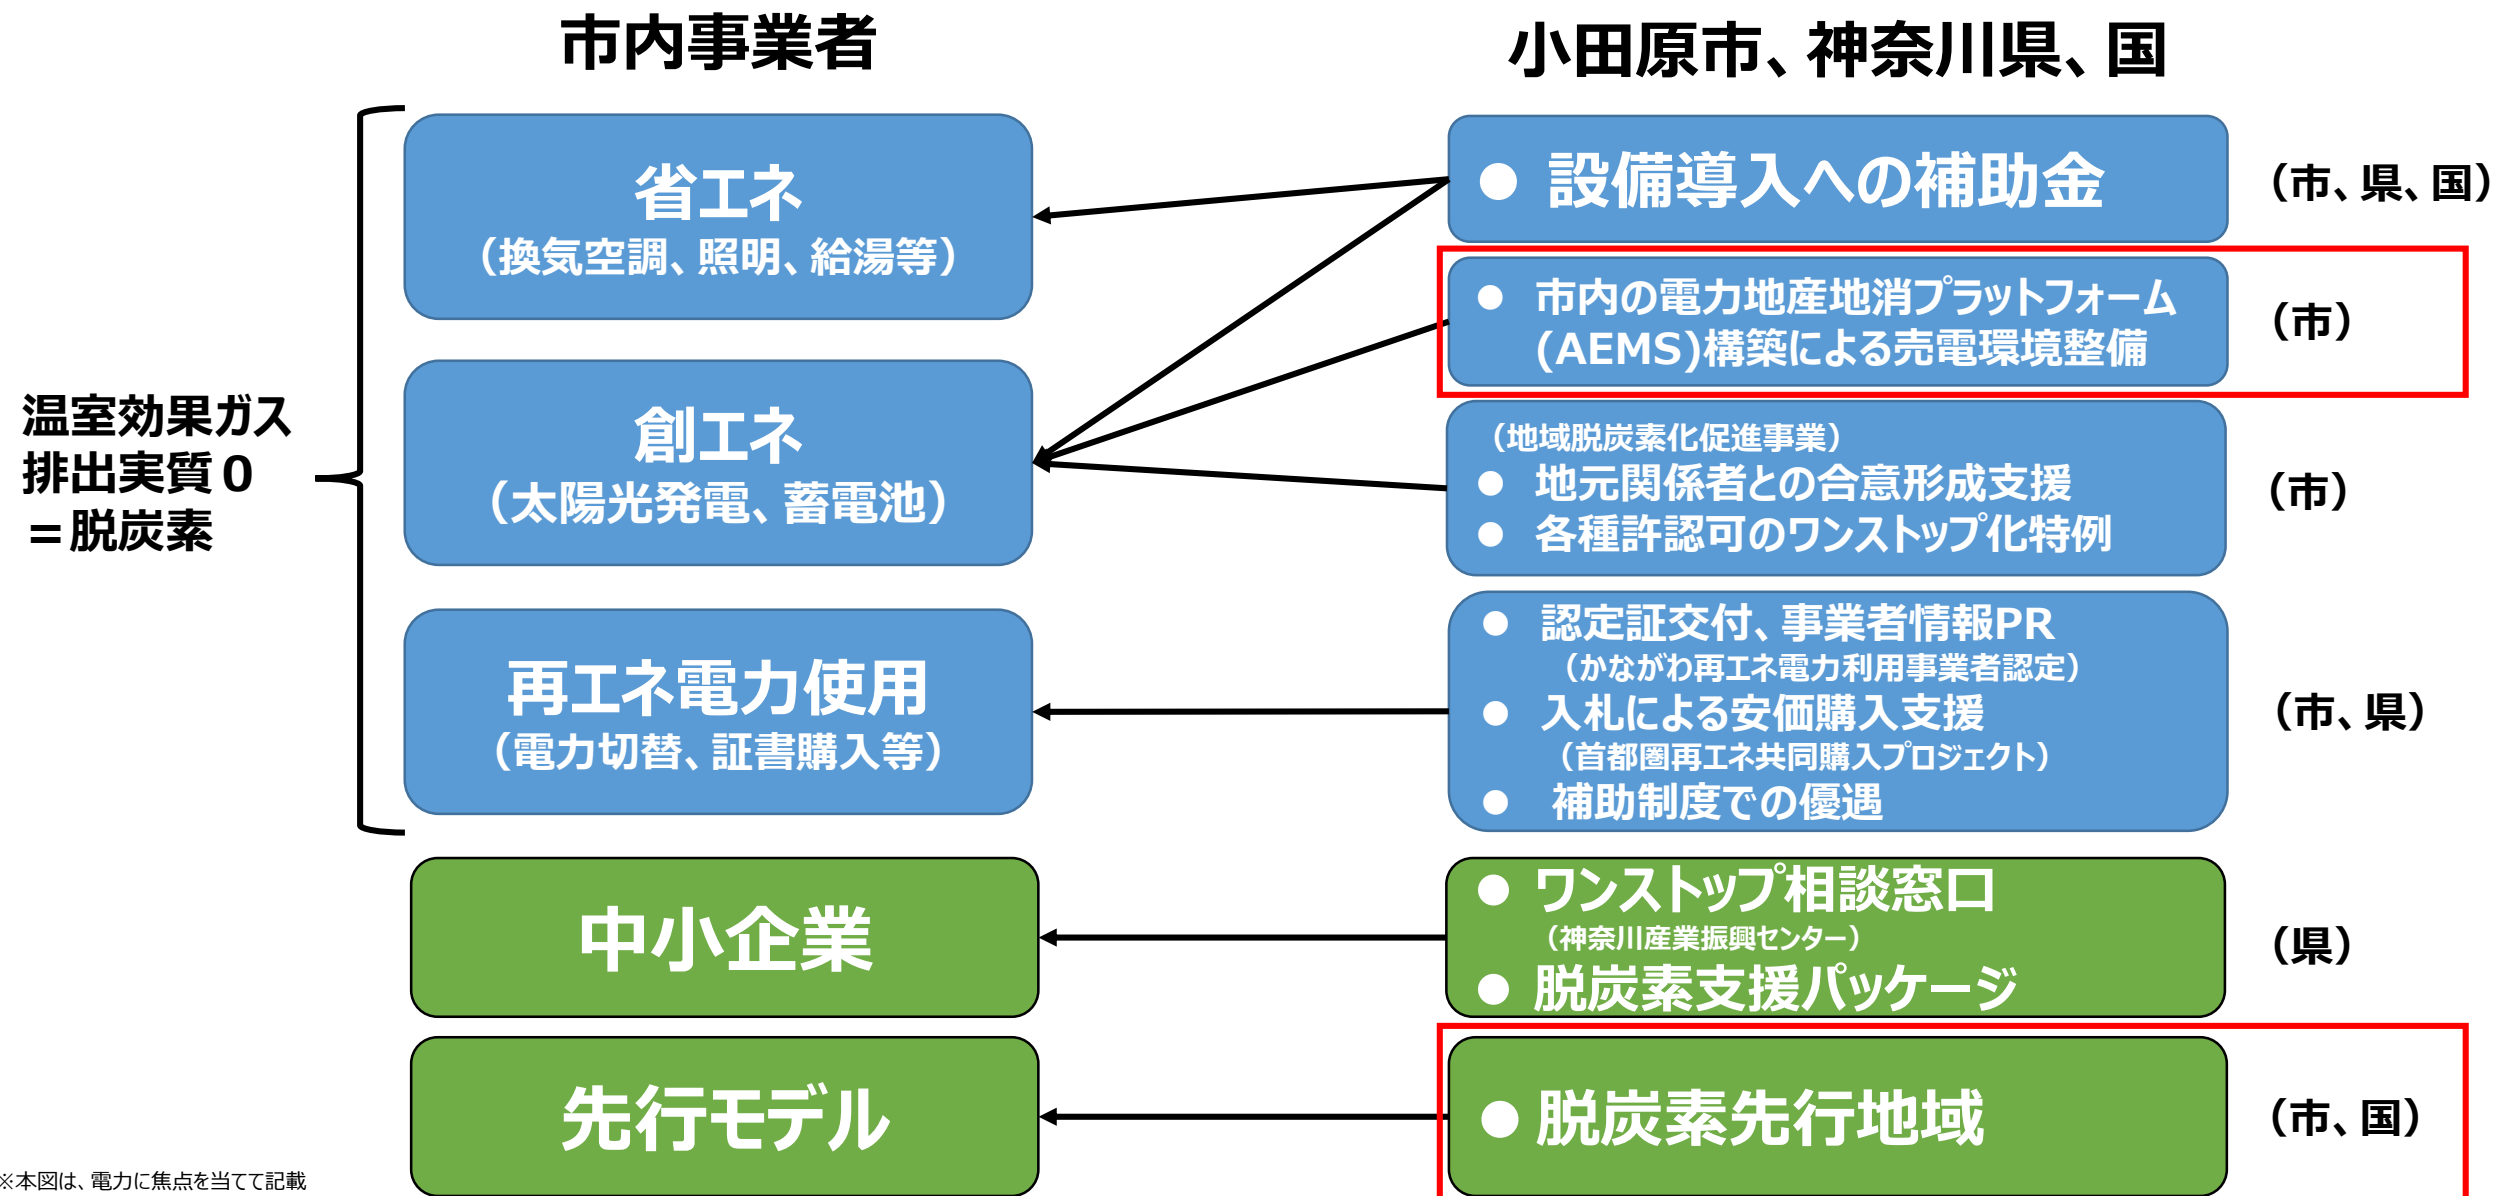 市内事業者
小田原市、神奈川県、国
温室効果ガス
排出実質0
=脱炭素
省エネ
(換気空調、照明、給湯等)
創エネ
(太陽光発電、蓄電池)
再エネ電力使用
(電力切替、証書購入等)
中小企業
先行モデル
● 設備導入への補助金
(市、県、国)
● 市内の電力地産地消プラットフォーム
(AEMS)構築による売電環境整備
(市)
(地域脱炭素化促進事業)
● 地元関係者との合意形成支援
● 各種許認可のワンストップ化特例
(市)
● 認定証交付、事業者情報PR
(かながわ再エネ電力利用事業者認定)
● 入札による安価購入支援
(首都圏再エネ共同購入プロジェクト)
● 補助制度での優遇
(市、県)
● ワンストップ相談窓口
(神奈川産業振興センター)
● 脱炭素支援パッケージ
(県)
● 脱炭素先行地域
(市、国)
※本図は、電力に焦点を当てて記載